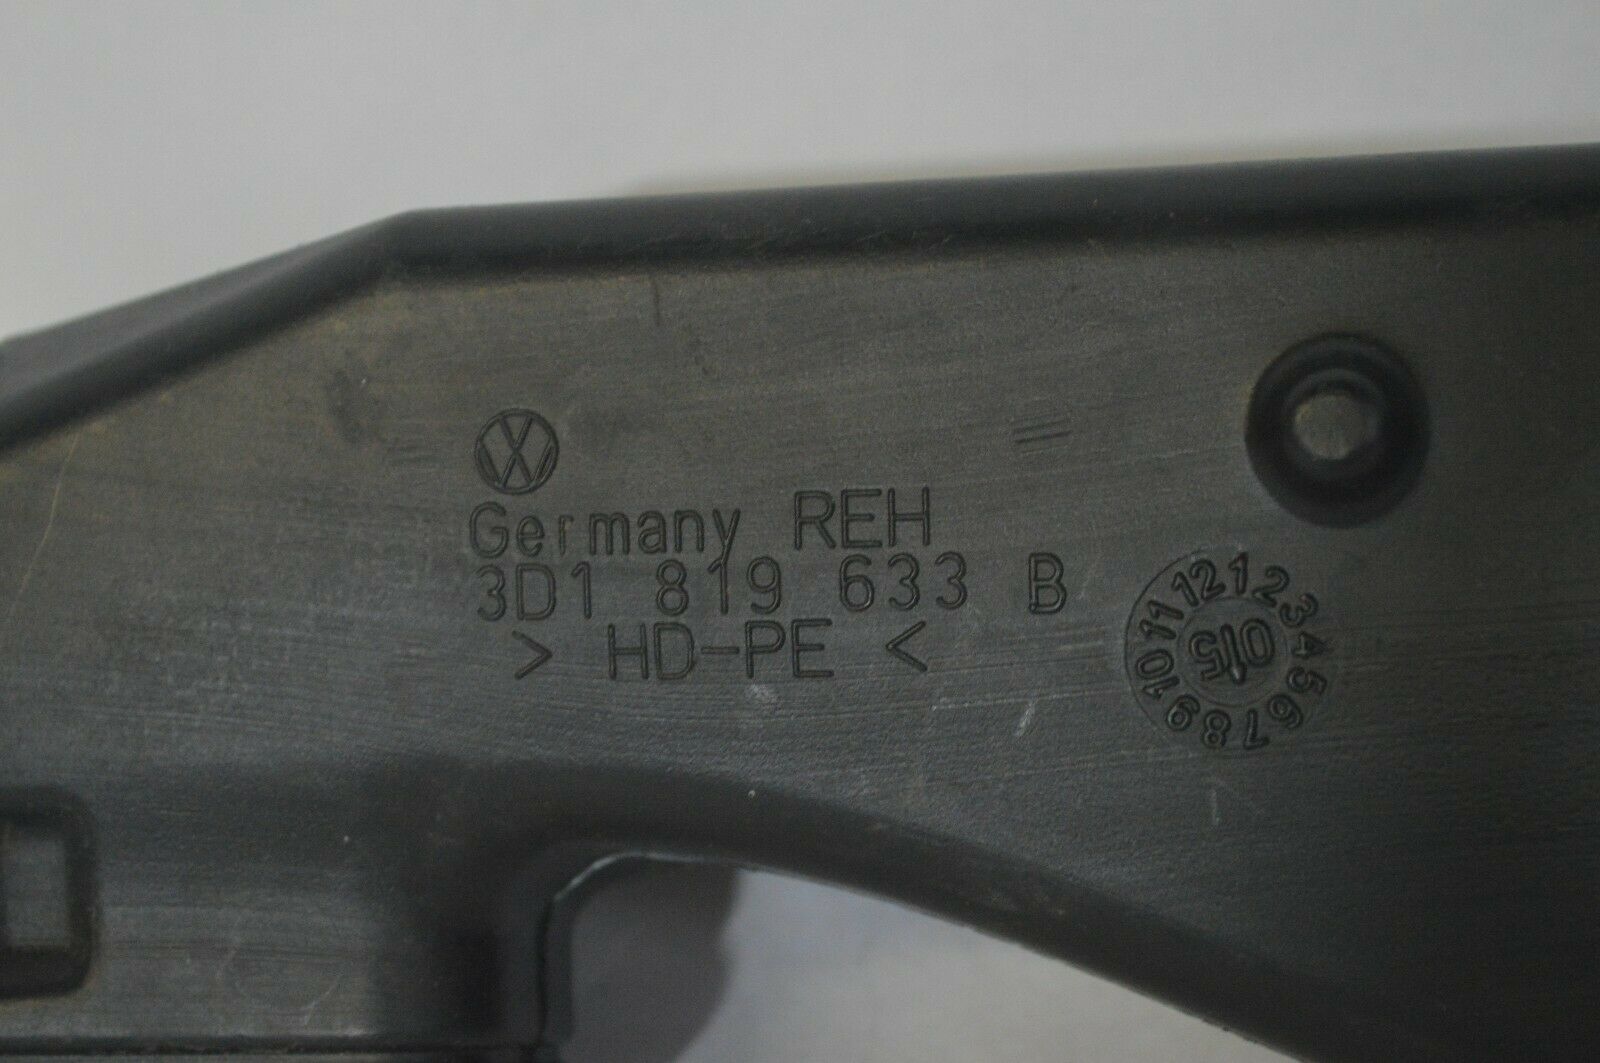 Germany REH
3D1 819 633 B
> HD-PE <
12 1 2 3 4 5 6 7 8 9 10 11